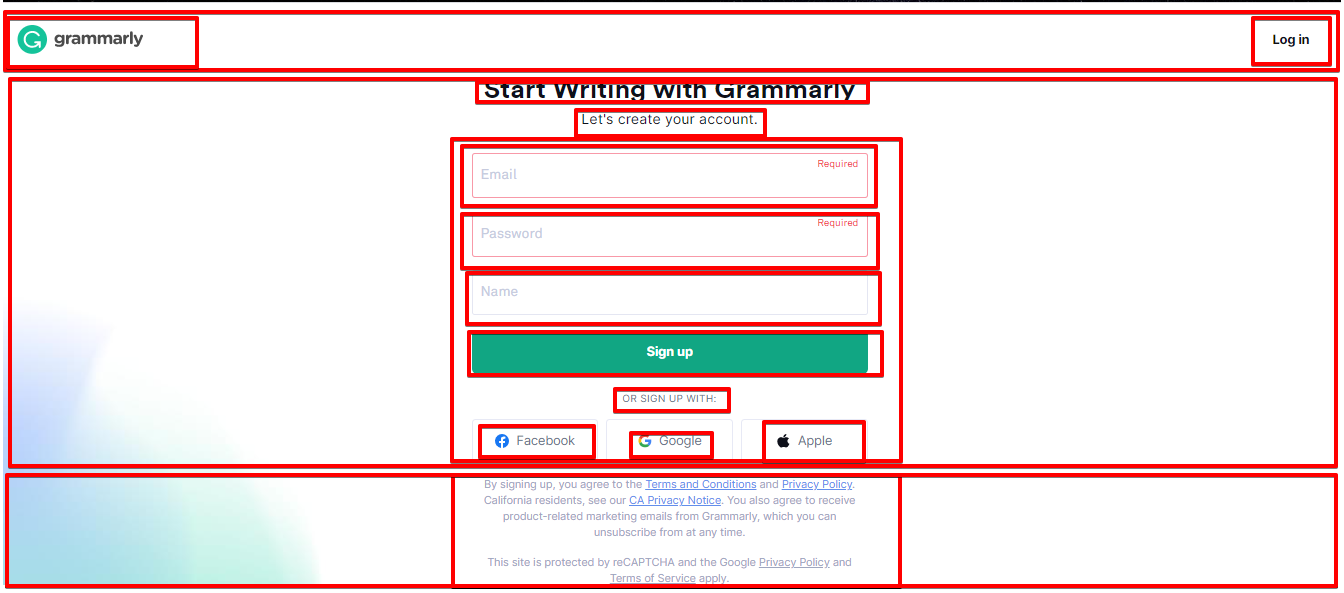 grammarly
Log in
Start Writing with Grammarly
Let's create your account.
Required
Email
Required
Password
Name
Sign up
OR SIGN UP WITH:
Facebook Google Apple
By signing up, you agree to the Terms and Conditions and Privacy Policy.
California residents, see our CA Privacy Notice. You also agree to receive
product-related marketing emails from Grammarly, which you can
unsubscribe from at any time.
This site is protected by reCAPTCHA and the Google Privacy Policy and
Terms of Service apply.